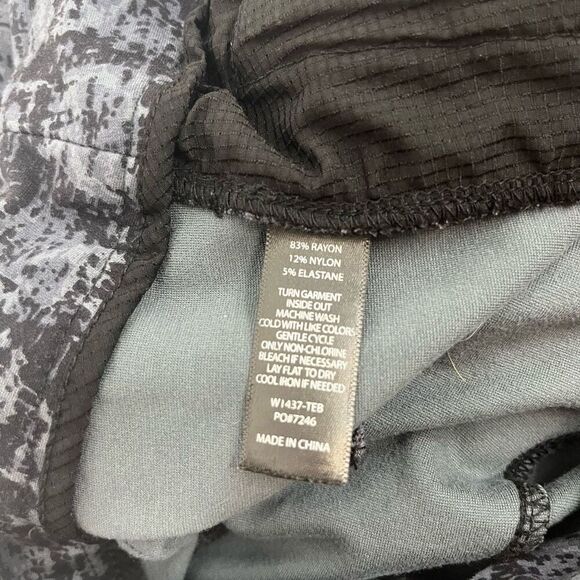 83% RAYON
12% NYLON
5% ELASTANE
TURN GARMENT
INSIDE OUT
MACHINE WASH
COLD WITH LIKE COLORS
GENTLE CYCLE
ONLY NON-CHLORINE
BLEACH IF NECESSARY
LAY FLAT TO DRY
COOL IRON IF NEEDED
W1437-TEB
PO#7246
MADE IN CHINA